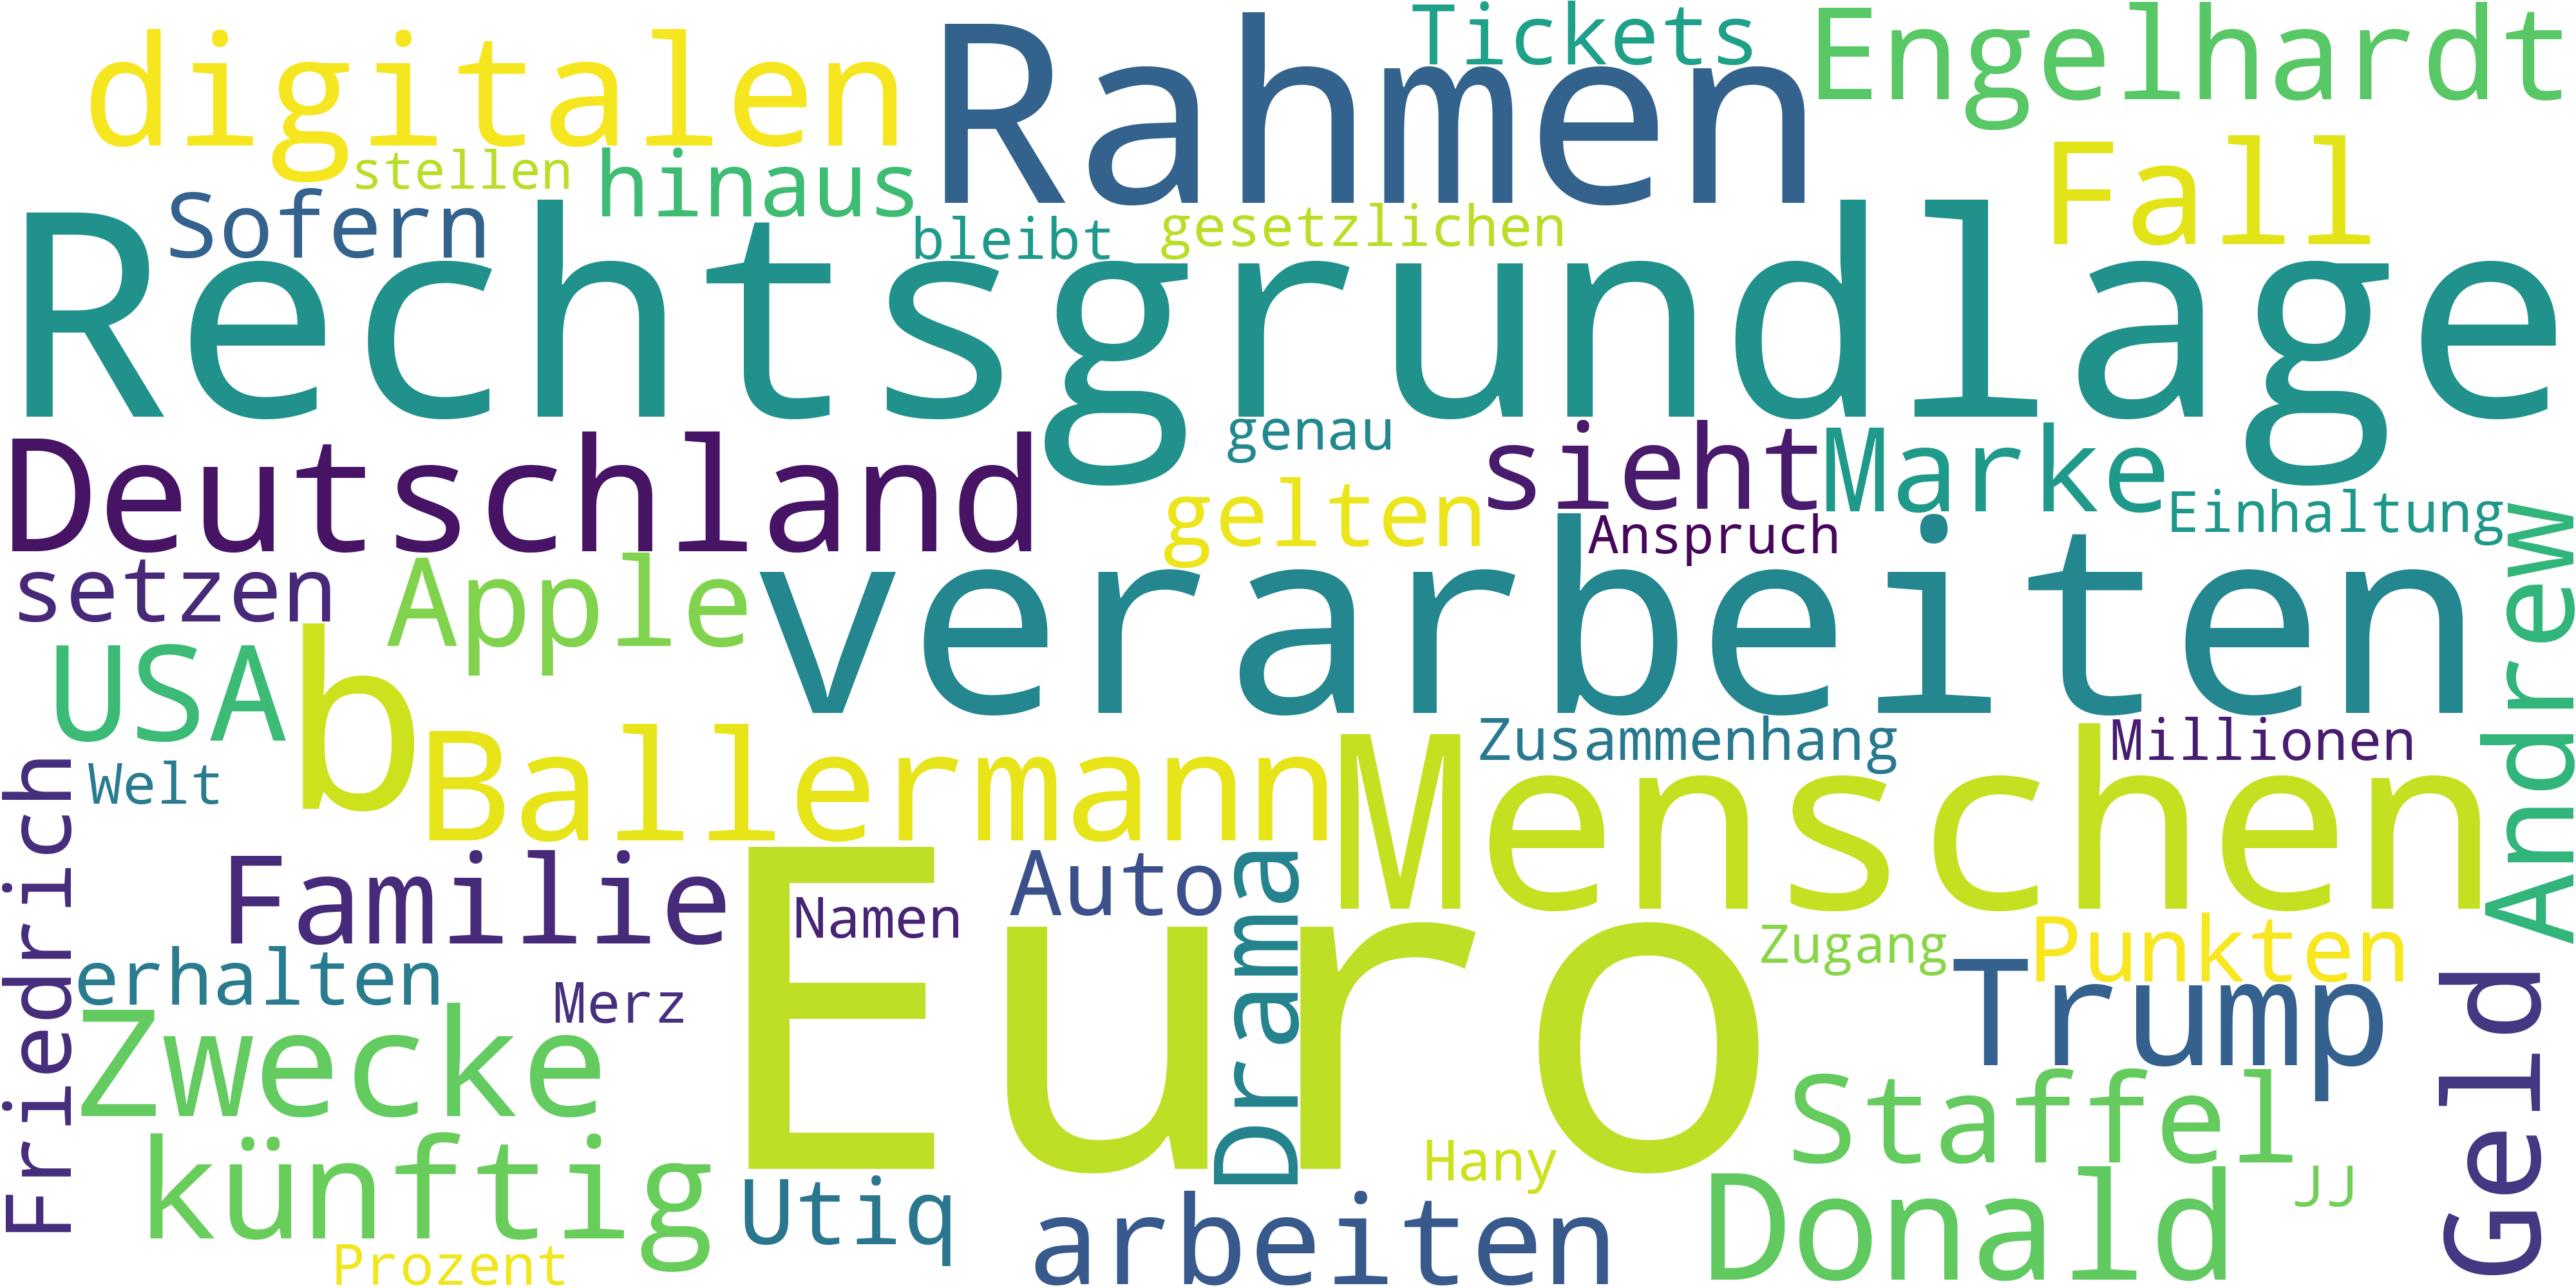 digitalen
Rahmen
Tickets
Engelhardt
stellen
hinaus
Fall
Sofern
bleibt
gesetzlichen
Rechtsgrundlage
Deutschland
genau
sieht
Marke
gelten
Anspruch
Einhaltung
setzen
Apple
verarbeiten
Andrew
USA
b
Ballermann
Zusammenhang
Millionen
Welt
Menschen
Friedrich
Familie
Namen
Auto
Drama
Euro
Zugang
Punkten
erhalten
Merz
Trump
Geld
Zwecke
Staffel
künftig
Utiq
Hany
JJ
Prozent
arbeiten
Donald